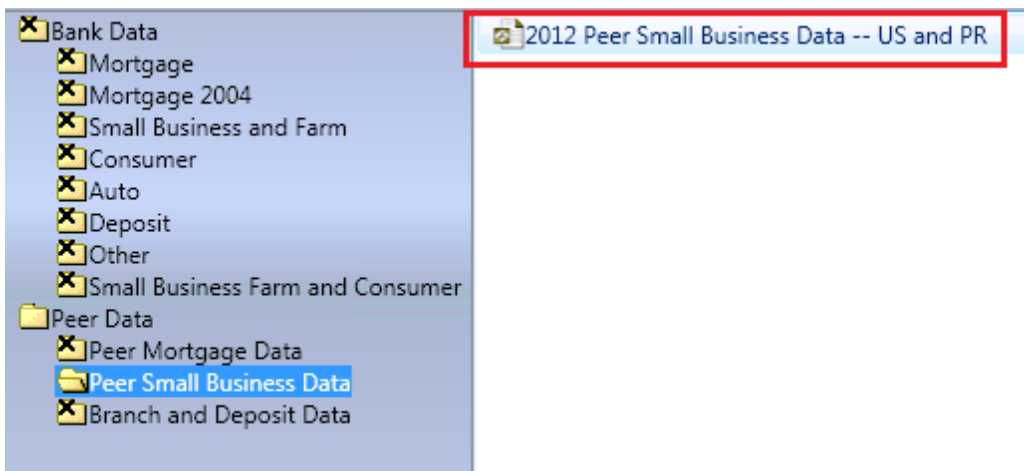 Bank Data
Mortgage
Mortgage 2004
Small Business and Farm
Consumer
Auto
Deposit
Other
Small Business Farm and Consumer
Peer Data
Peer Mortgage Data
Peer Small Business Data
Branch and Deposit Data
2012 Peer Small Business Data -- US and PR